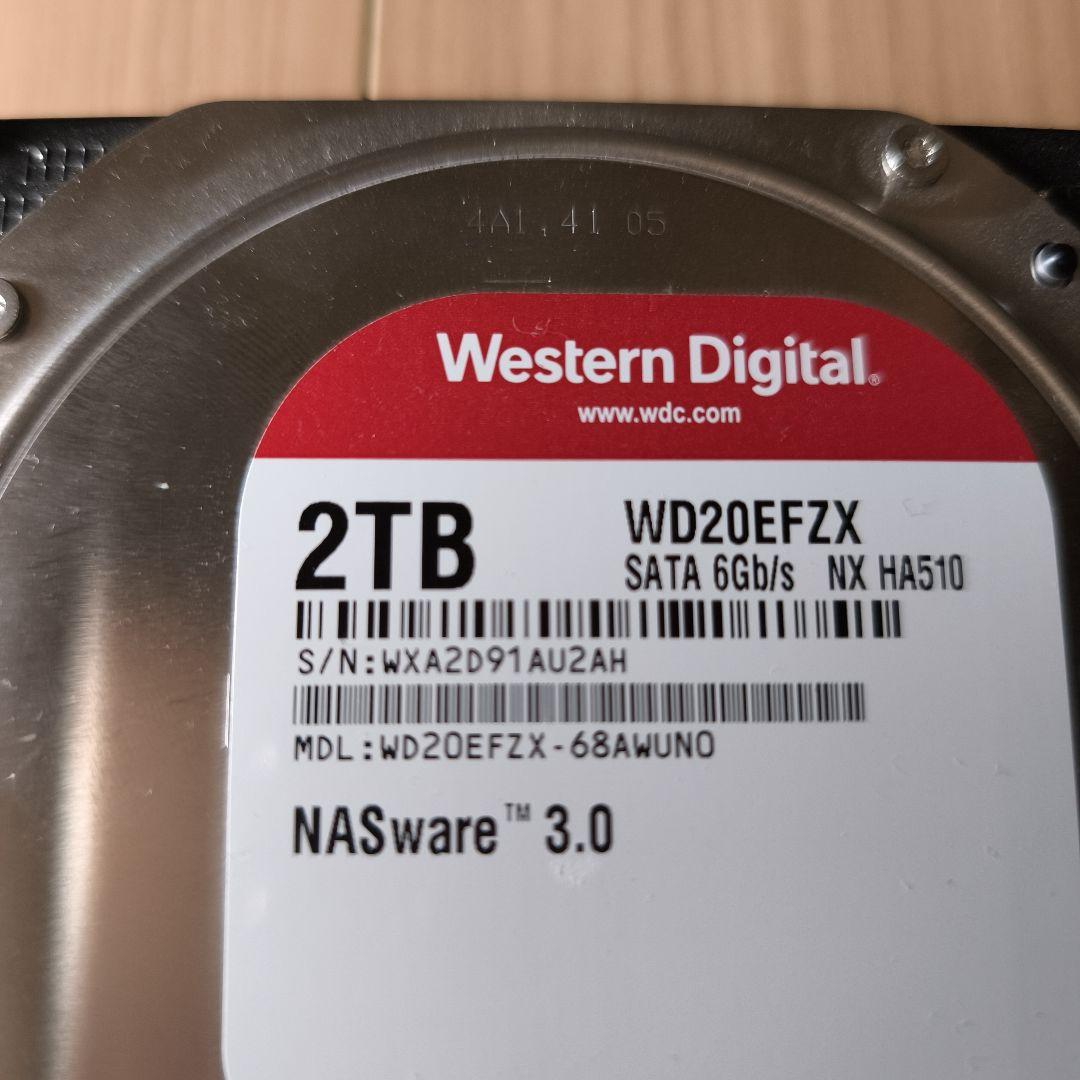 4A1.41 05
Western Digital®
www.wdc.com
2TB WD20EFZX
SATA 6Gb/s NX HA510
S/N:WXA2D91AU2AH
MDL:WD20EFZX-68AWUN0
NASware™ 3.0